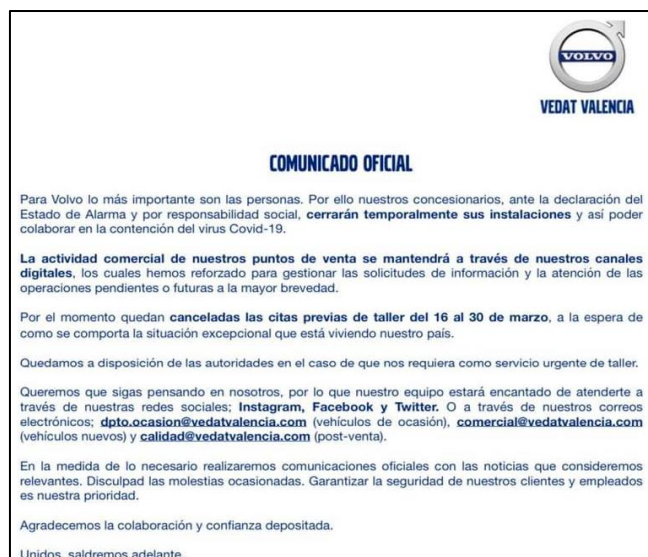 VOLVO
VEDAT VALENCIA
COMUNICADO OFICIAL
Para Volvo lo más importante son las personas. Por ello nuestros concesionarios, ante la declaración del
Estado de Alarma y por responsabilidad social, cerrarán temporalmente sus instalaciones y así poder
colaborar en la contención del virus Covid-19.
La actividad comercial de nuestros puntos de venta se mantendrá a través de nuestros canales
digitales, los cuales hemos reforzado para gestionar las solicitudes de información y la atención de las
operaciones pendientes o futuras a la mayor brevedad.
Por el momento quedan canceladas las citas previas de taller del 16 al 30 de marzo, a la espera de
como se comporta la situación excepcional que está viviendo nuestro país.
Quedamos a disposición de las autoridades en el caso de que nos requiera como servicio urgente de taller.
Queremos que sigas pensando en nosotros, por lo que nuestro equipo estará encantado de atenderte a
través de nuestras redes sociales; Instagram, Facebook y Twitter. O a través de nuestros correos
electrónicos; dpto.ocasion@vedatvalencia.com (vehículos de ocasión), comercial@vedatvalencia.com
(vehículos nuevos) y calidad@vedatvalencia.com (post-venta).
En la medida de lo necesario realizaremos comunicaciones oficiales con las noticias que consideremos
relevantes. Disculpad las molestias ocasionadas. Garantizar la seguridad de nuestros clientes y empleados
es nuestra prioridad.
Agradecemos la colaboración y confianza depositada.
Unidos, saldremos adelante